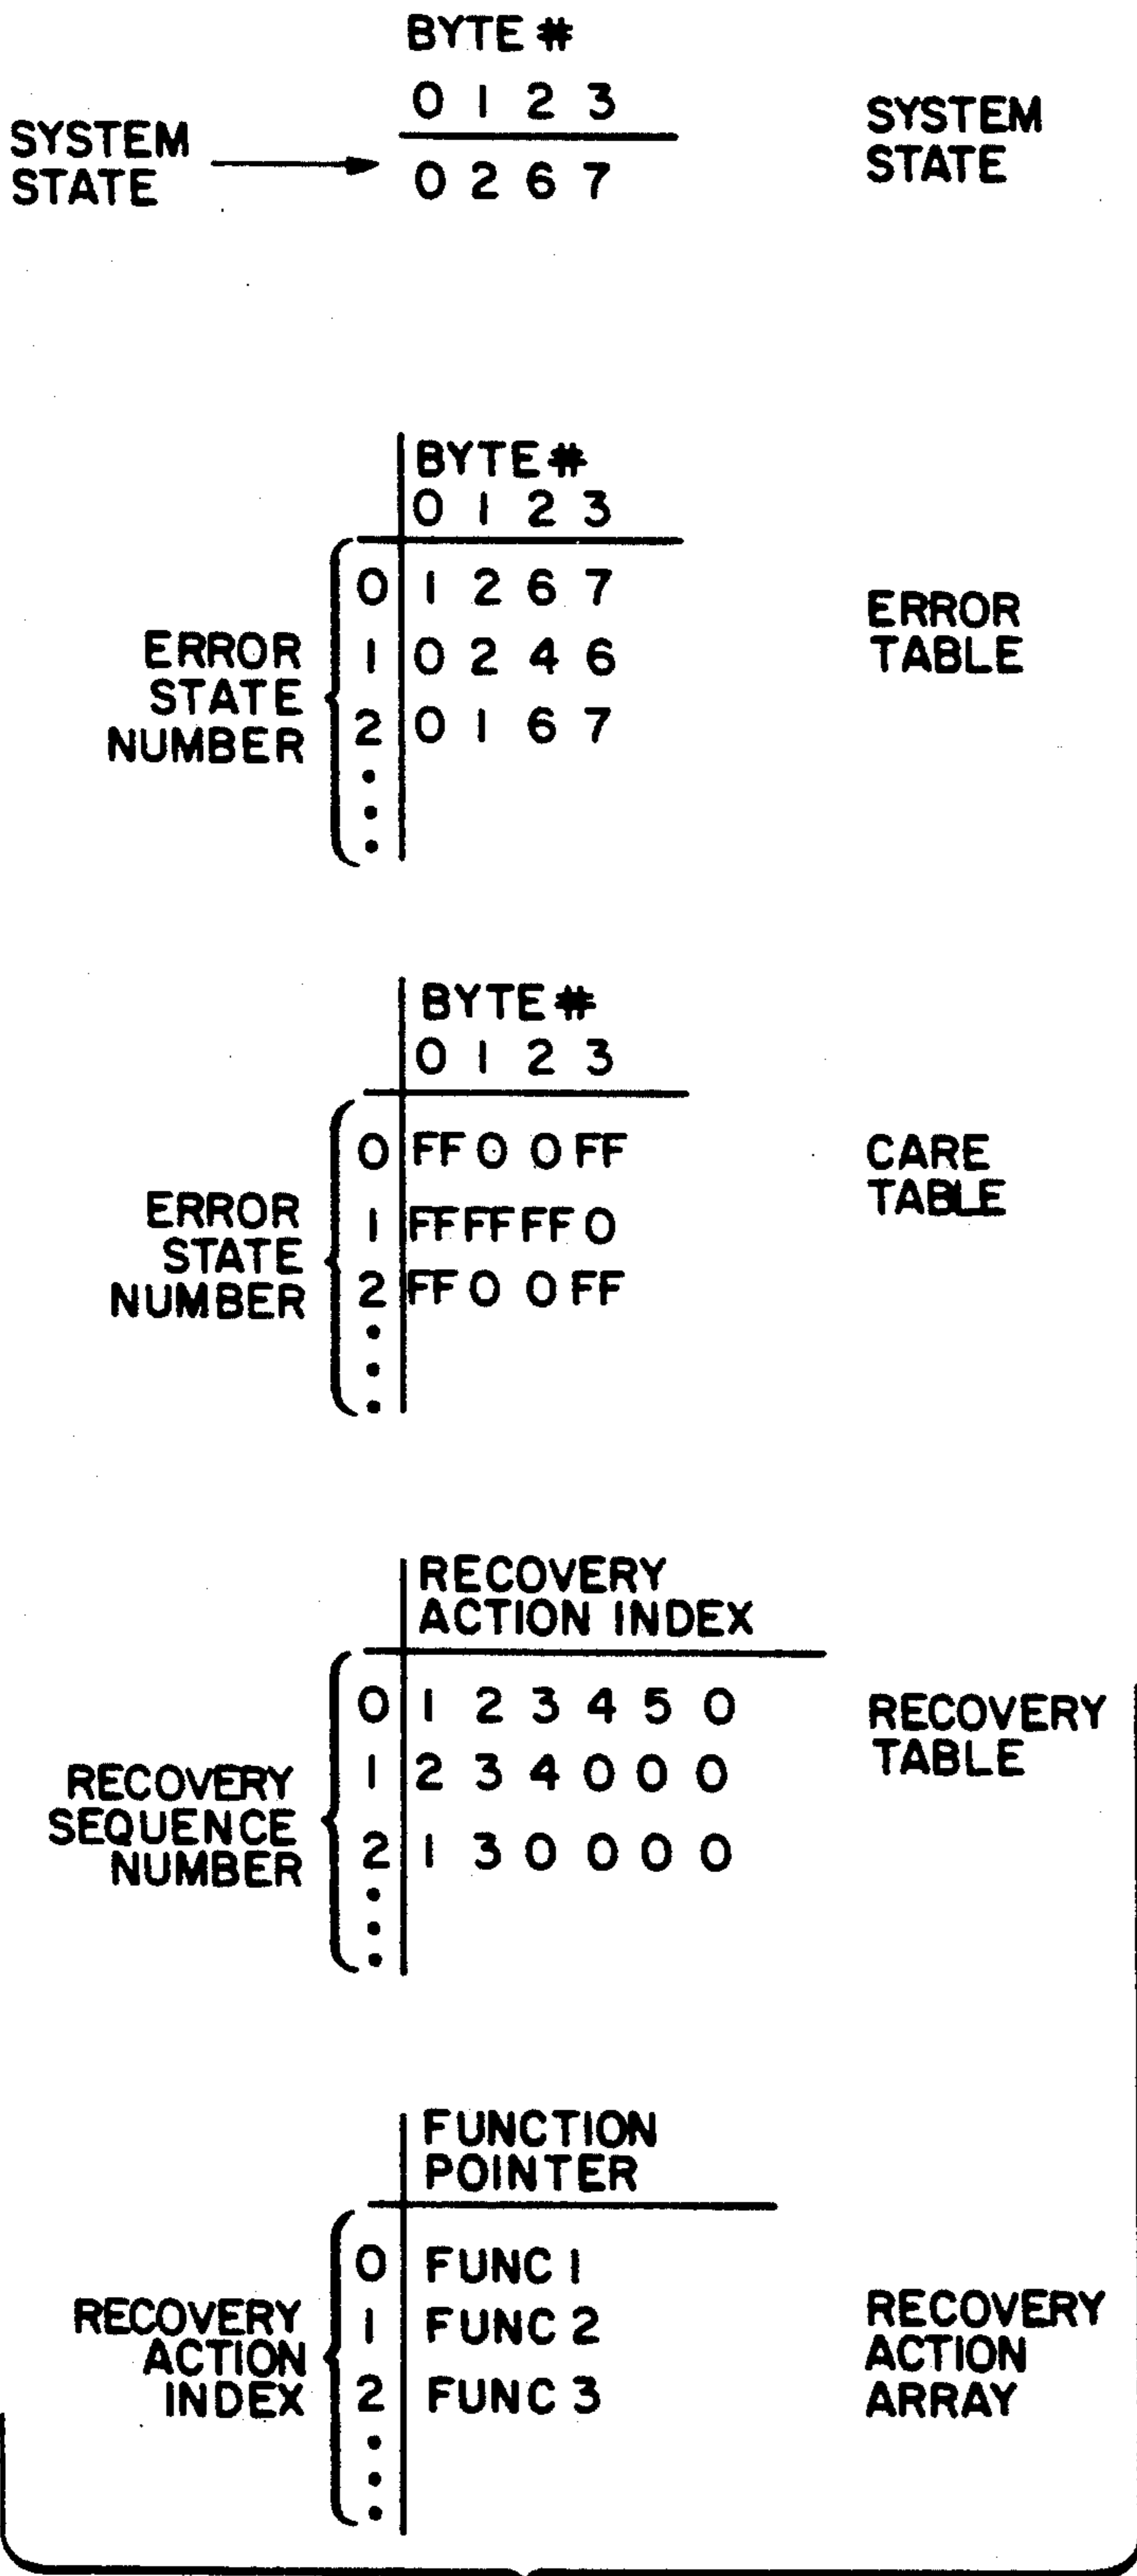 BYTE #
0 1 2 3
SYSTEM STATE
0 2 6 7
SYSTEM STATE
BYTE #
0 1 2 3
ERROR STATE NUMBER
0 1 2 6 7
1 0 2 4 6
2 0 1 6 7
ERROR TABLE
BYTE #
0 1 2 3
ERROR STATE NUMBER
0 FF 0 0 FF
1 FF FF FF 0
2 FF 0 0 FF
CARE TABLE
RECOVERY
ACTION INDEX
RECOVERY SEQUENCE NUMBER
0 1 2 3 4 5 0
1 2 3 4 0 0 0
2 1 3 0 0 0 0
RECOVERY TABLE
FUNCTION
POINTER
RECOVERY ACTION INDEX
0 FUNC 1
1 FUNC 2
2 FUNC 3
RECOVERY ACTION ARRAY